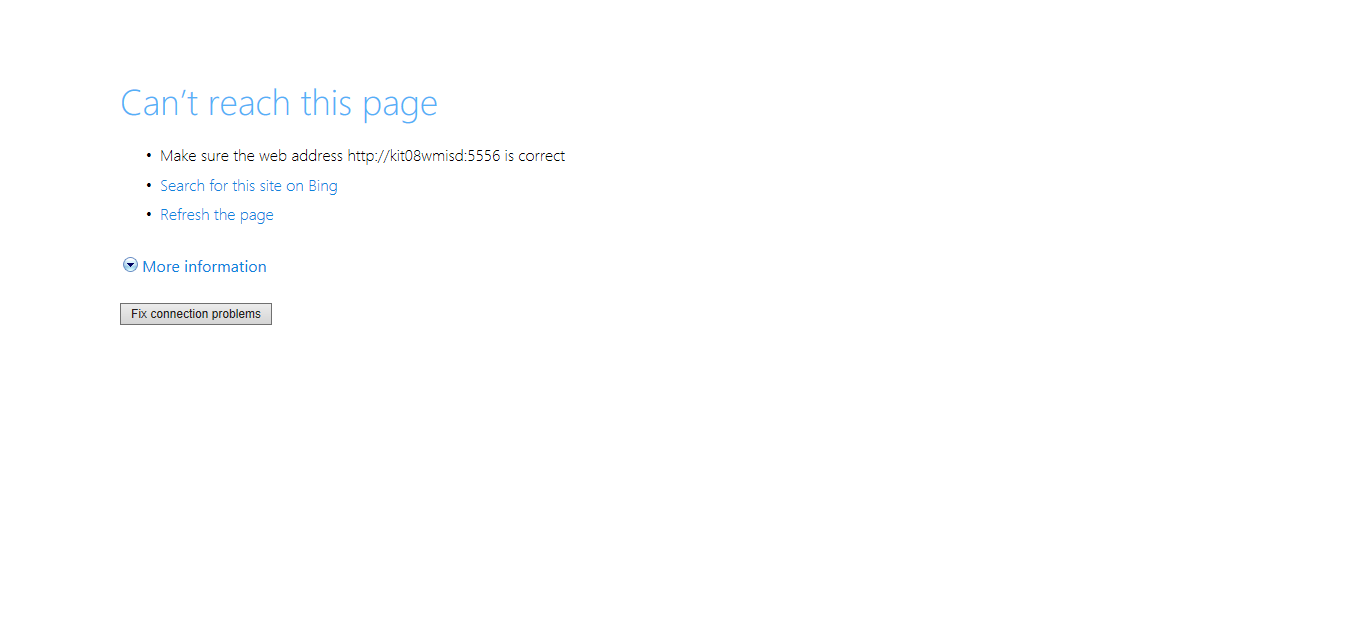 Can't reach this page
• Make sure the web address http://kit08wmisd:5556 is correct
• Search for this site on Bing
• Refresh the page
More information
Fix connection problems